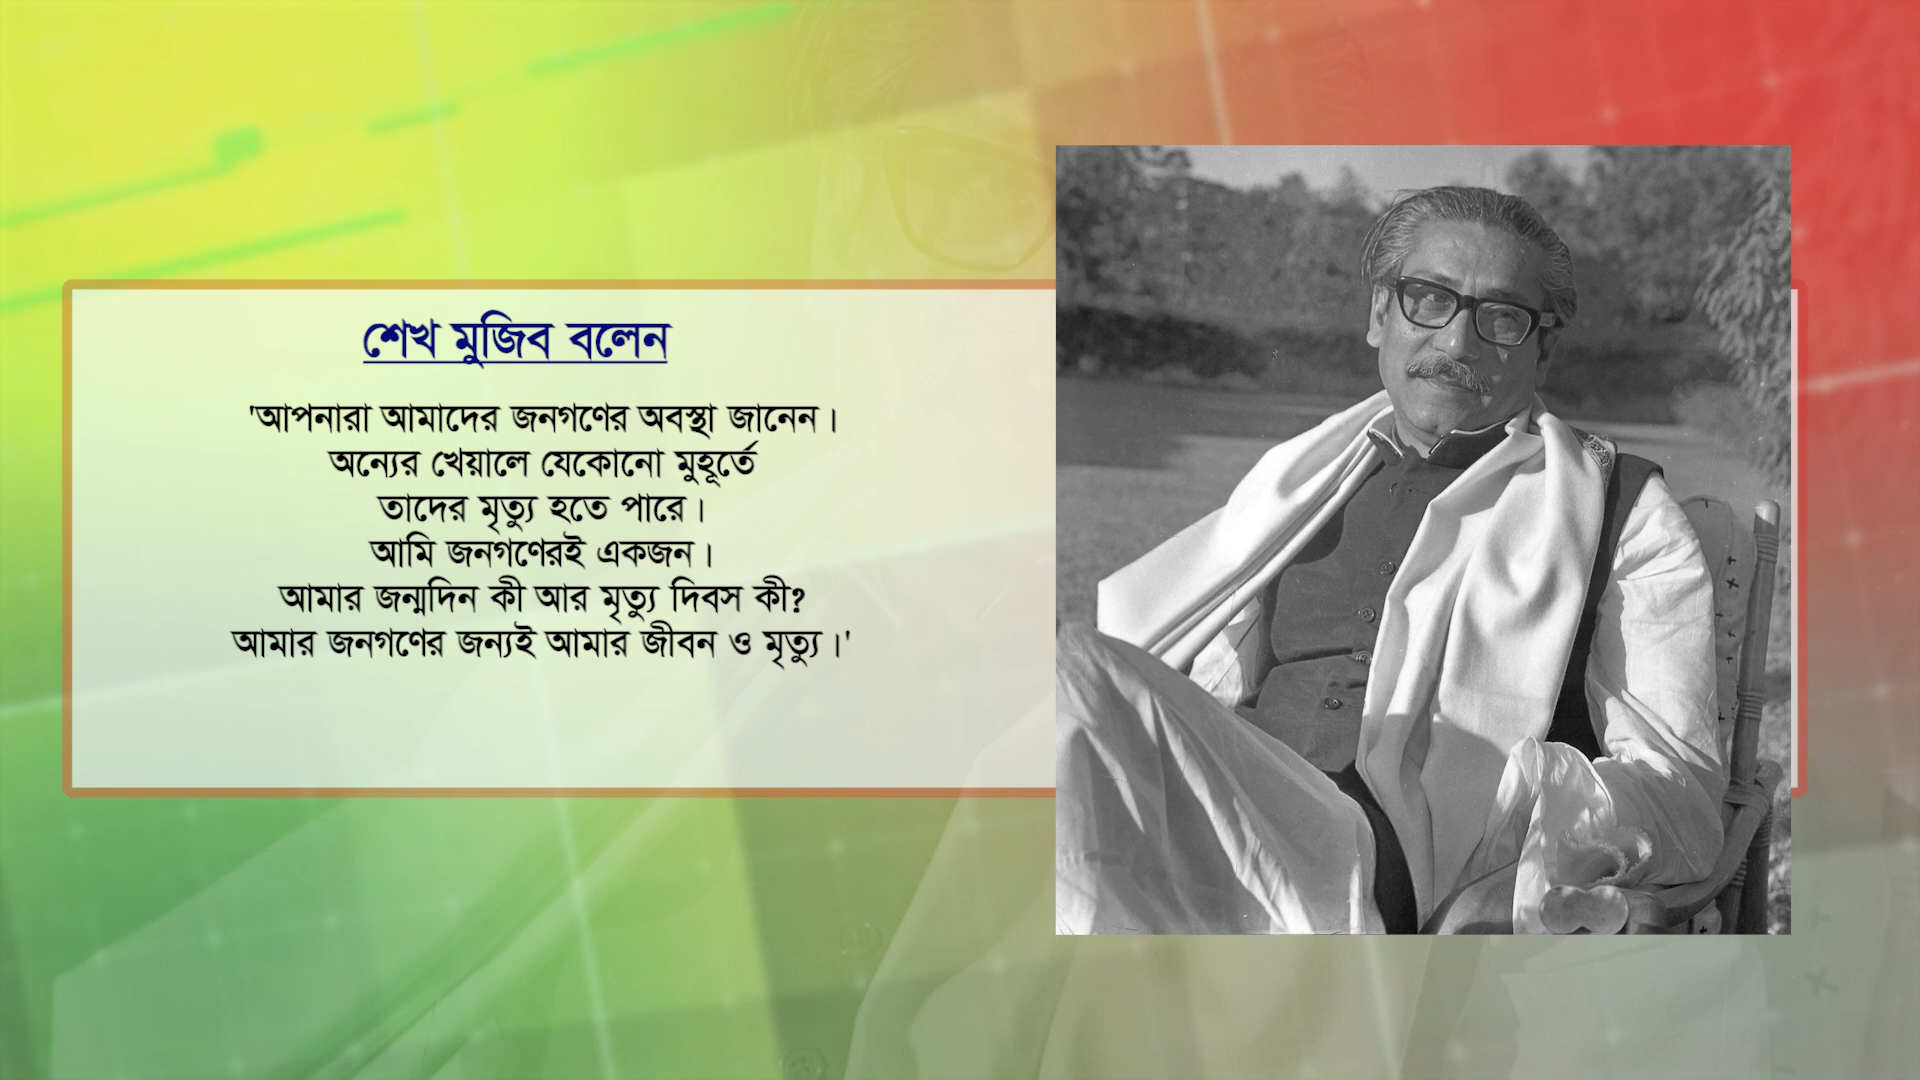 শেখ মুজিব বলেন
'আপনারা আমাদের জনগণের অবস্থা জানেন।
অন্যের খেয়ালে যেকোনো মুহূর্তে
তাদের মৃত্যু হতে পারে।
আমি জনগণেরই একজন।
আমার জন্মদিন কী আর মৃত্যু দিবস কী?
আমার জনগণের জন্যই আমার জীবন ও মৃত্যু।'